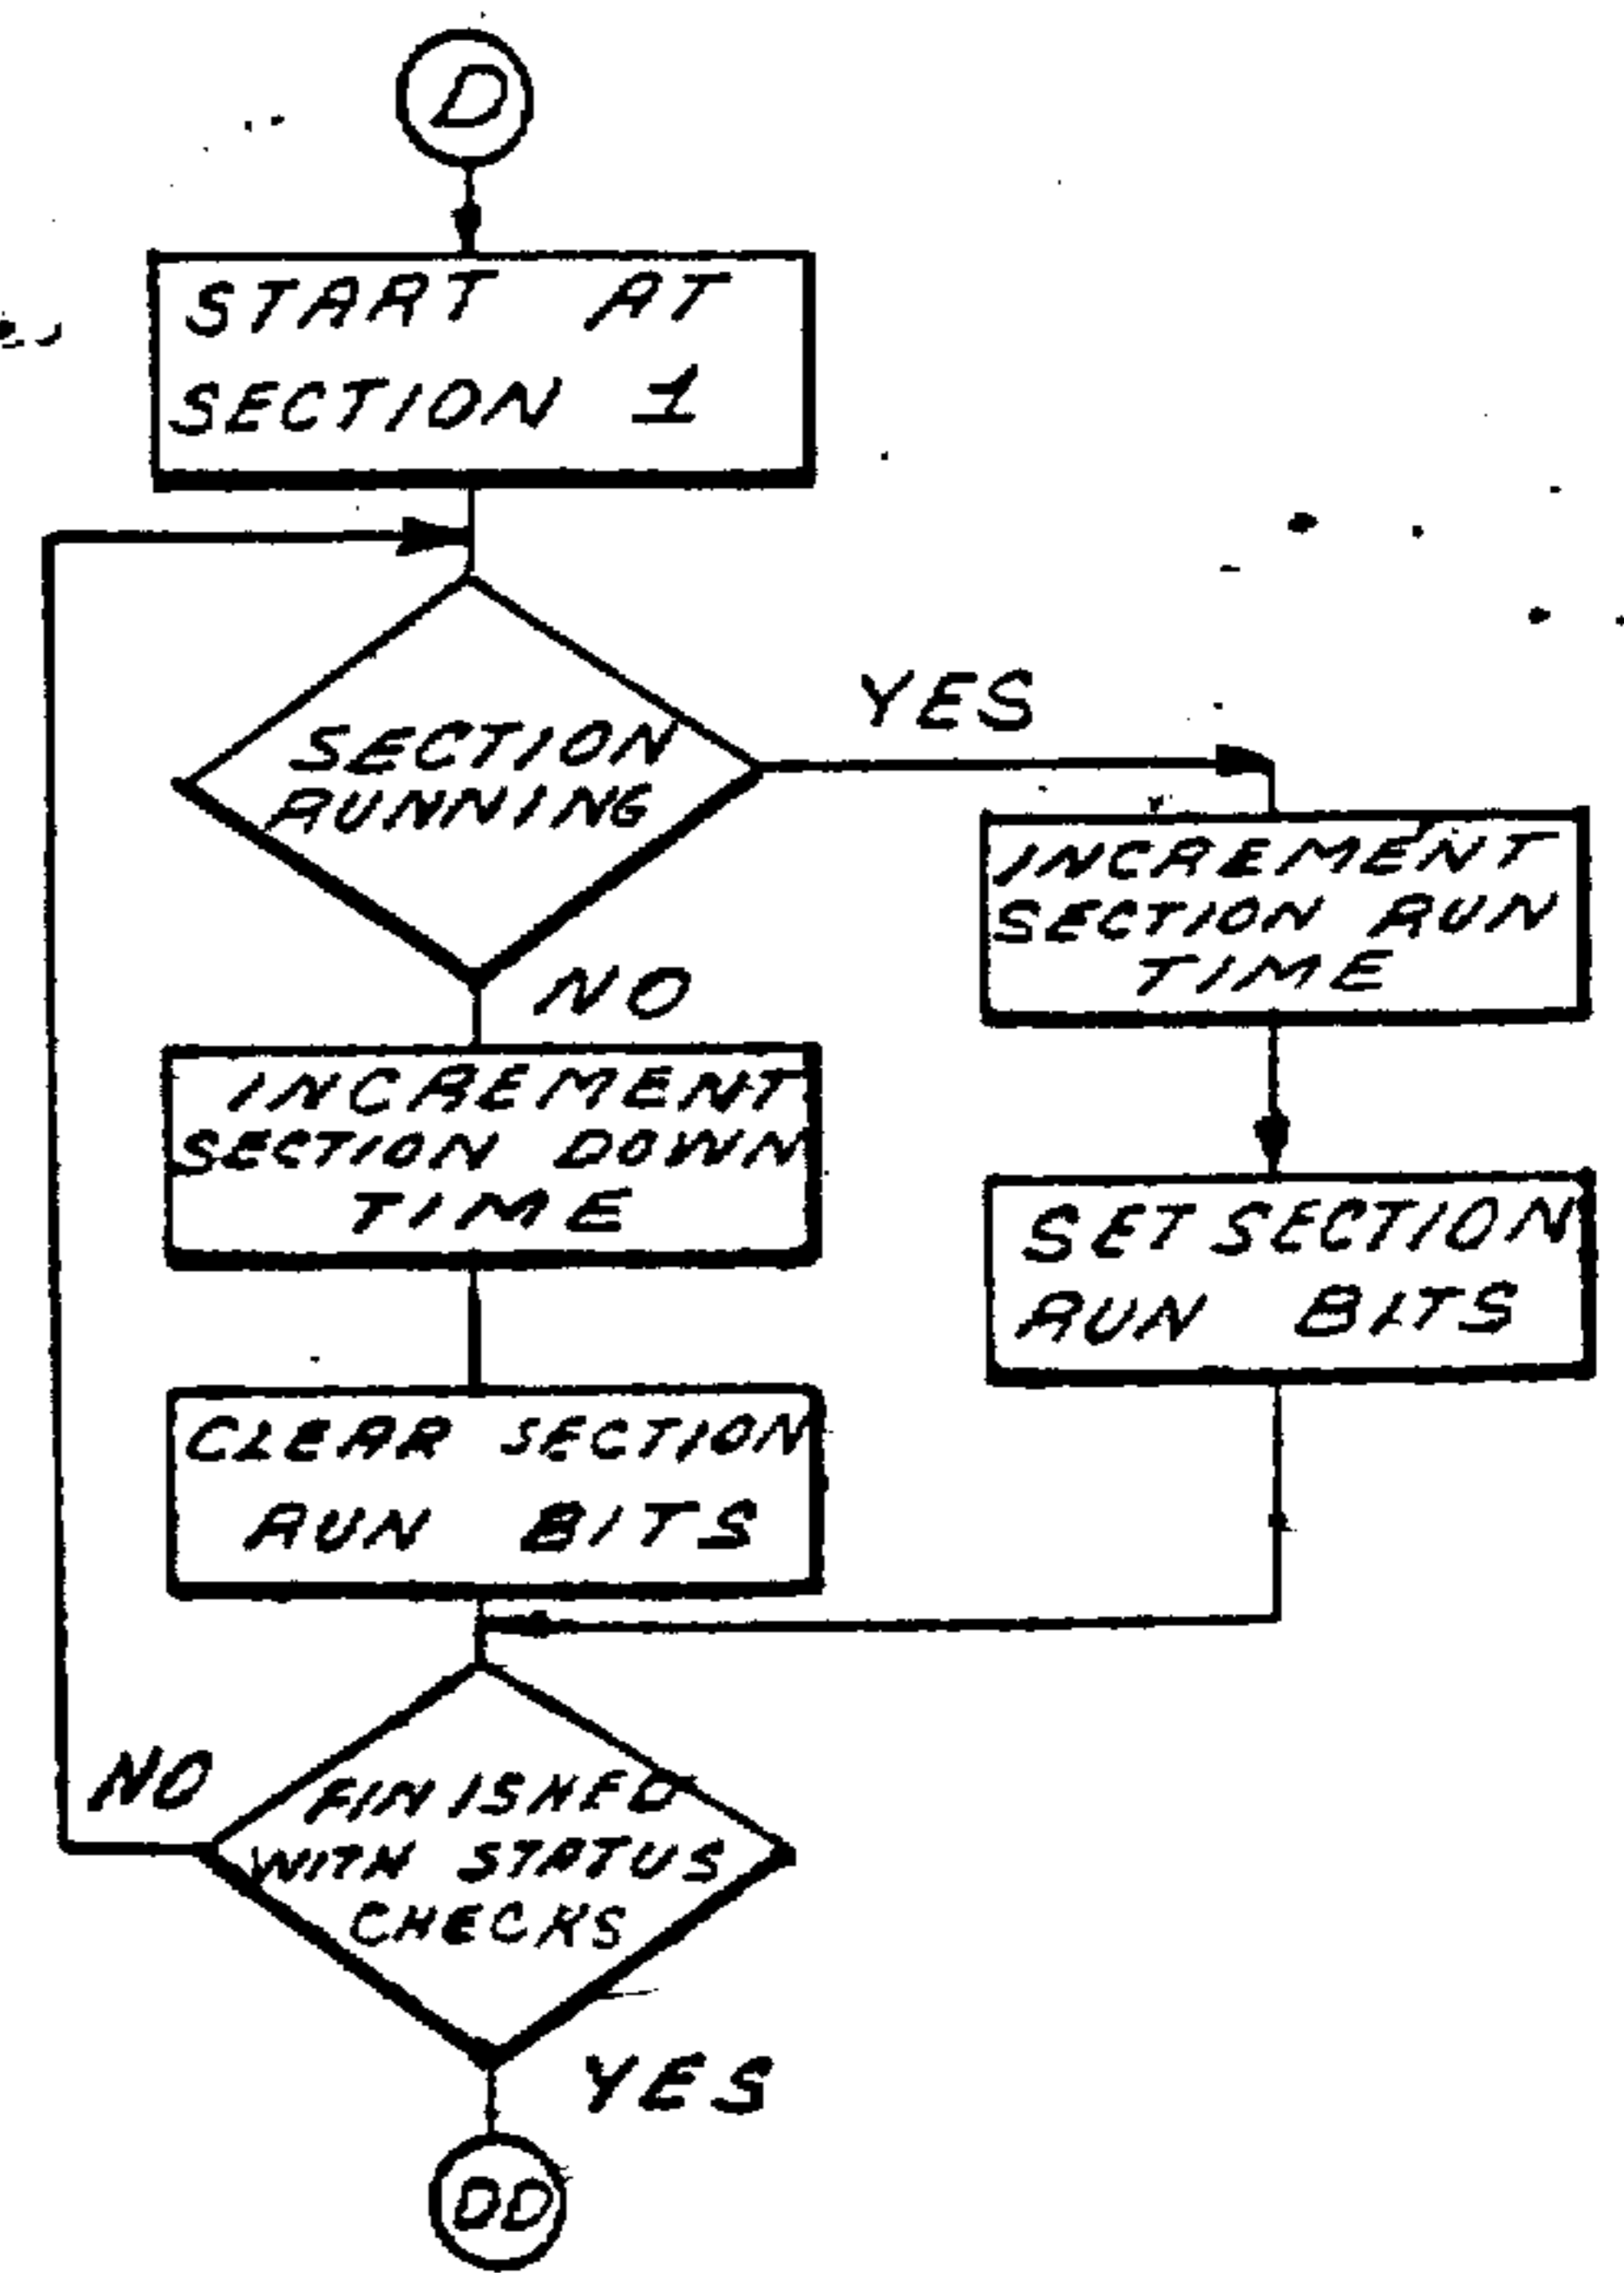 D
START AT
SECTION 1
SECTION
RUNNING
YES
NO
INCREMENT
SECTION RUN
TIME
INCREMENT
SECTION DOWN
TIME
SET SECTION
RUN BITS
CLEAR SECTION
RUN BITS
NO
FINISHED
WITH STATUS
CHECKS
YES
DD